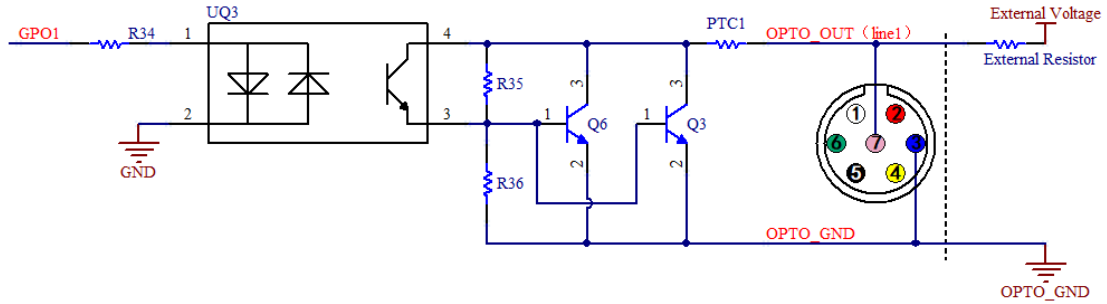 UQ3
External Voltage
GPO1
R34
1
4
PTC1
OPTO_OUT（line1）
External Resistor
R35
3
3
1
2
2
3
1
Q6
1
Q3
6
7
3
GND
R36
2
2
5
4
OPTO_GND
OPTO_GND